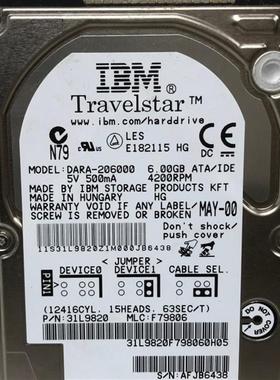 IBM
Travelstar™
www.ibm.com/harddrive
N79
LES
E182115 HG
MODEL: DARA-206000 6.00GB ATA/IDE
5V 500mA 4200RPM
MADE BY IBM STORAGE PRODUCTS KFT
MADE IN HUNGARY HG
WARRANTY VOID IF LABEL OR ANY
SCREW IS REMOVED OR BROKEN/ MAY-00
Don't shock/
push cover
11S31L9820Z1M000JB6438
< JUMPER >
DEVICE0 DEVICE1 CABLE SEL.
PIN1
(12416CYL. 15HEADS. 63SEC/T)
P/N:31L9820 MLC:F79806
31L9820F798060H05
S/N:AFJB6438